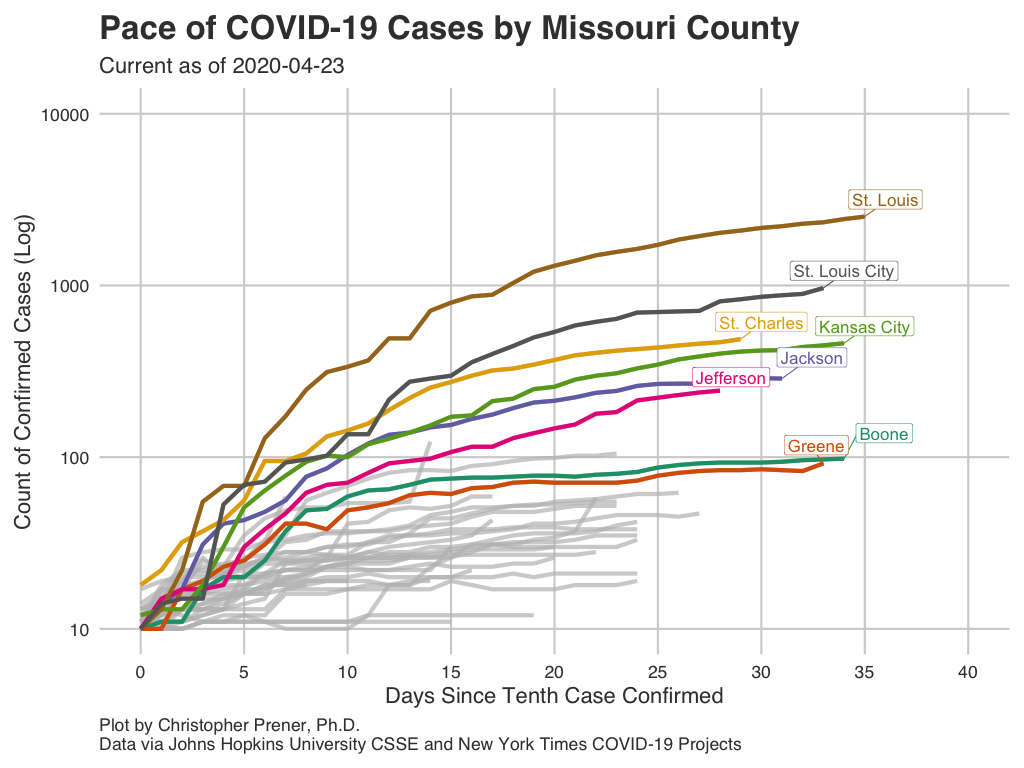 Pace of COVID-19 Cases by Missouri County
Current as of 2020-04-23
Count of Confirmed Cases (Log)
10000
1000
100
10
St. Louis
St. Louis City
St. Charles
Kansas City
Jackson
Jefferson
Boone
Greene
0 5 10 15 20 25 30 35 40
Days Since Tenth Case Confirmed
Plot by Christopher Prener, Ph.D.
Data via Johns Hopkins University CSSE and New York Times COVID-19 Projects